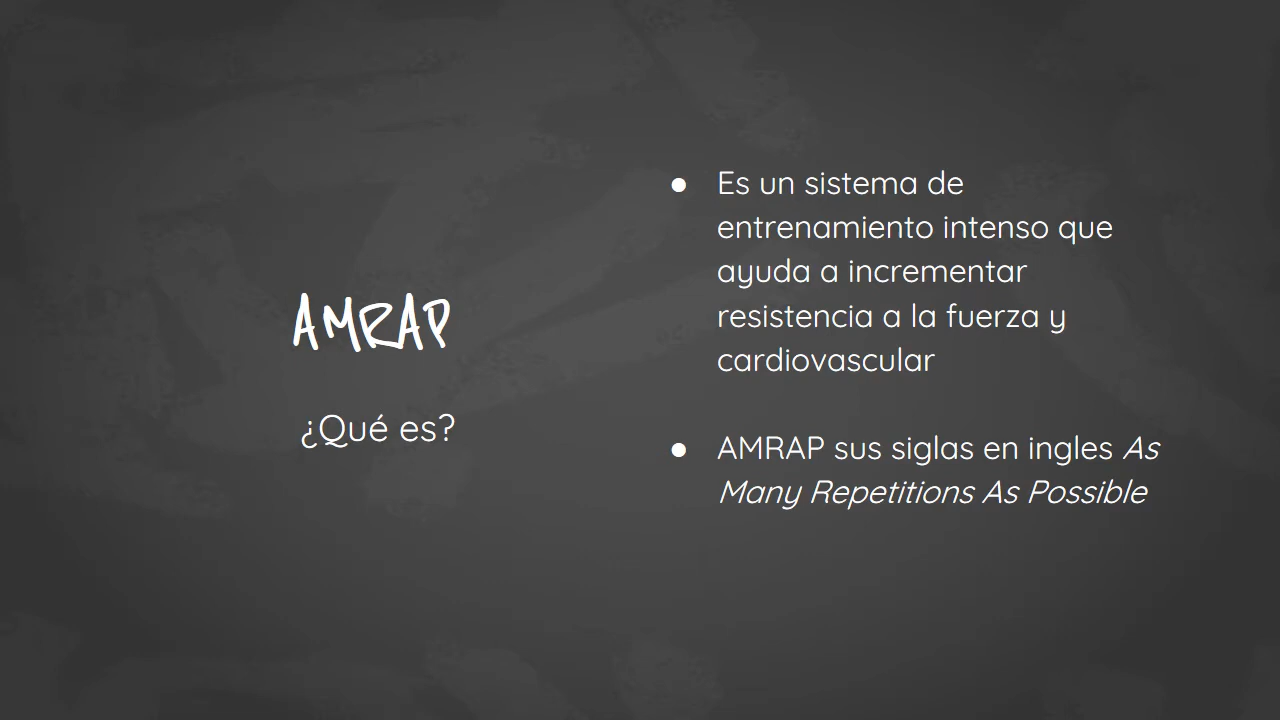 AMRAP
¿Qué es?
● Es un sistema de
entrenamiento intenso que
ayuda a incrementar
resistencia a la fuerza y
cardiovascular
● AMRAP sus siglas en ingles As
Many Repetitions As Possible